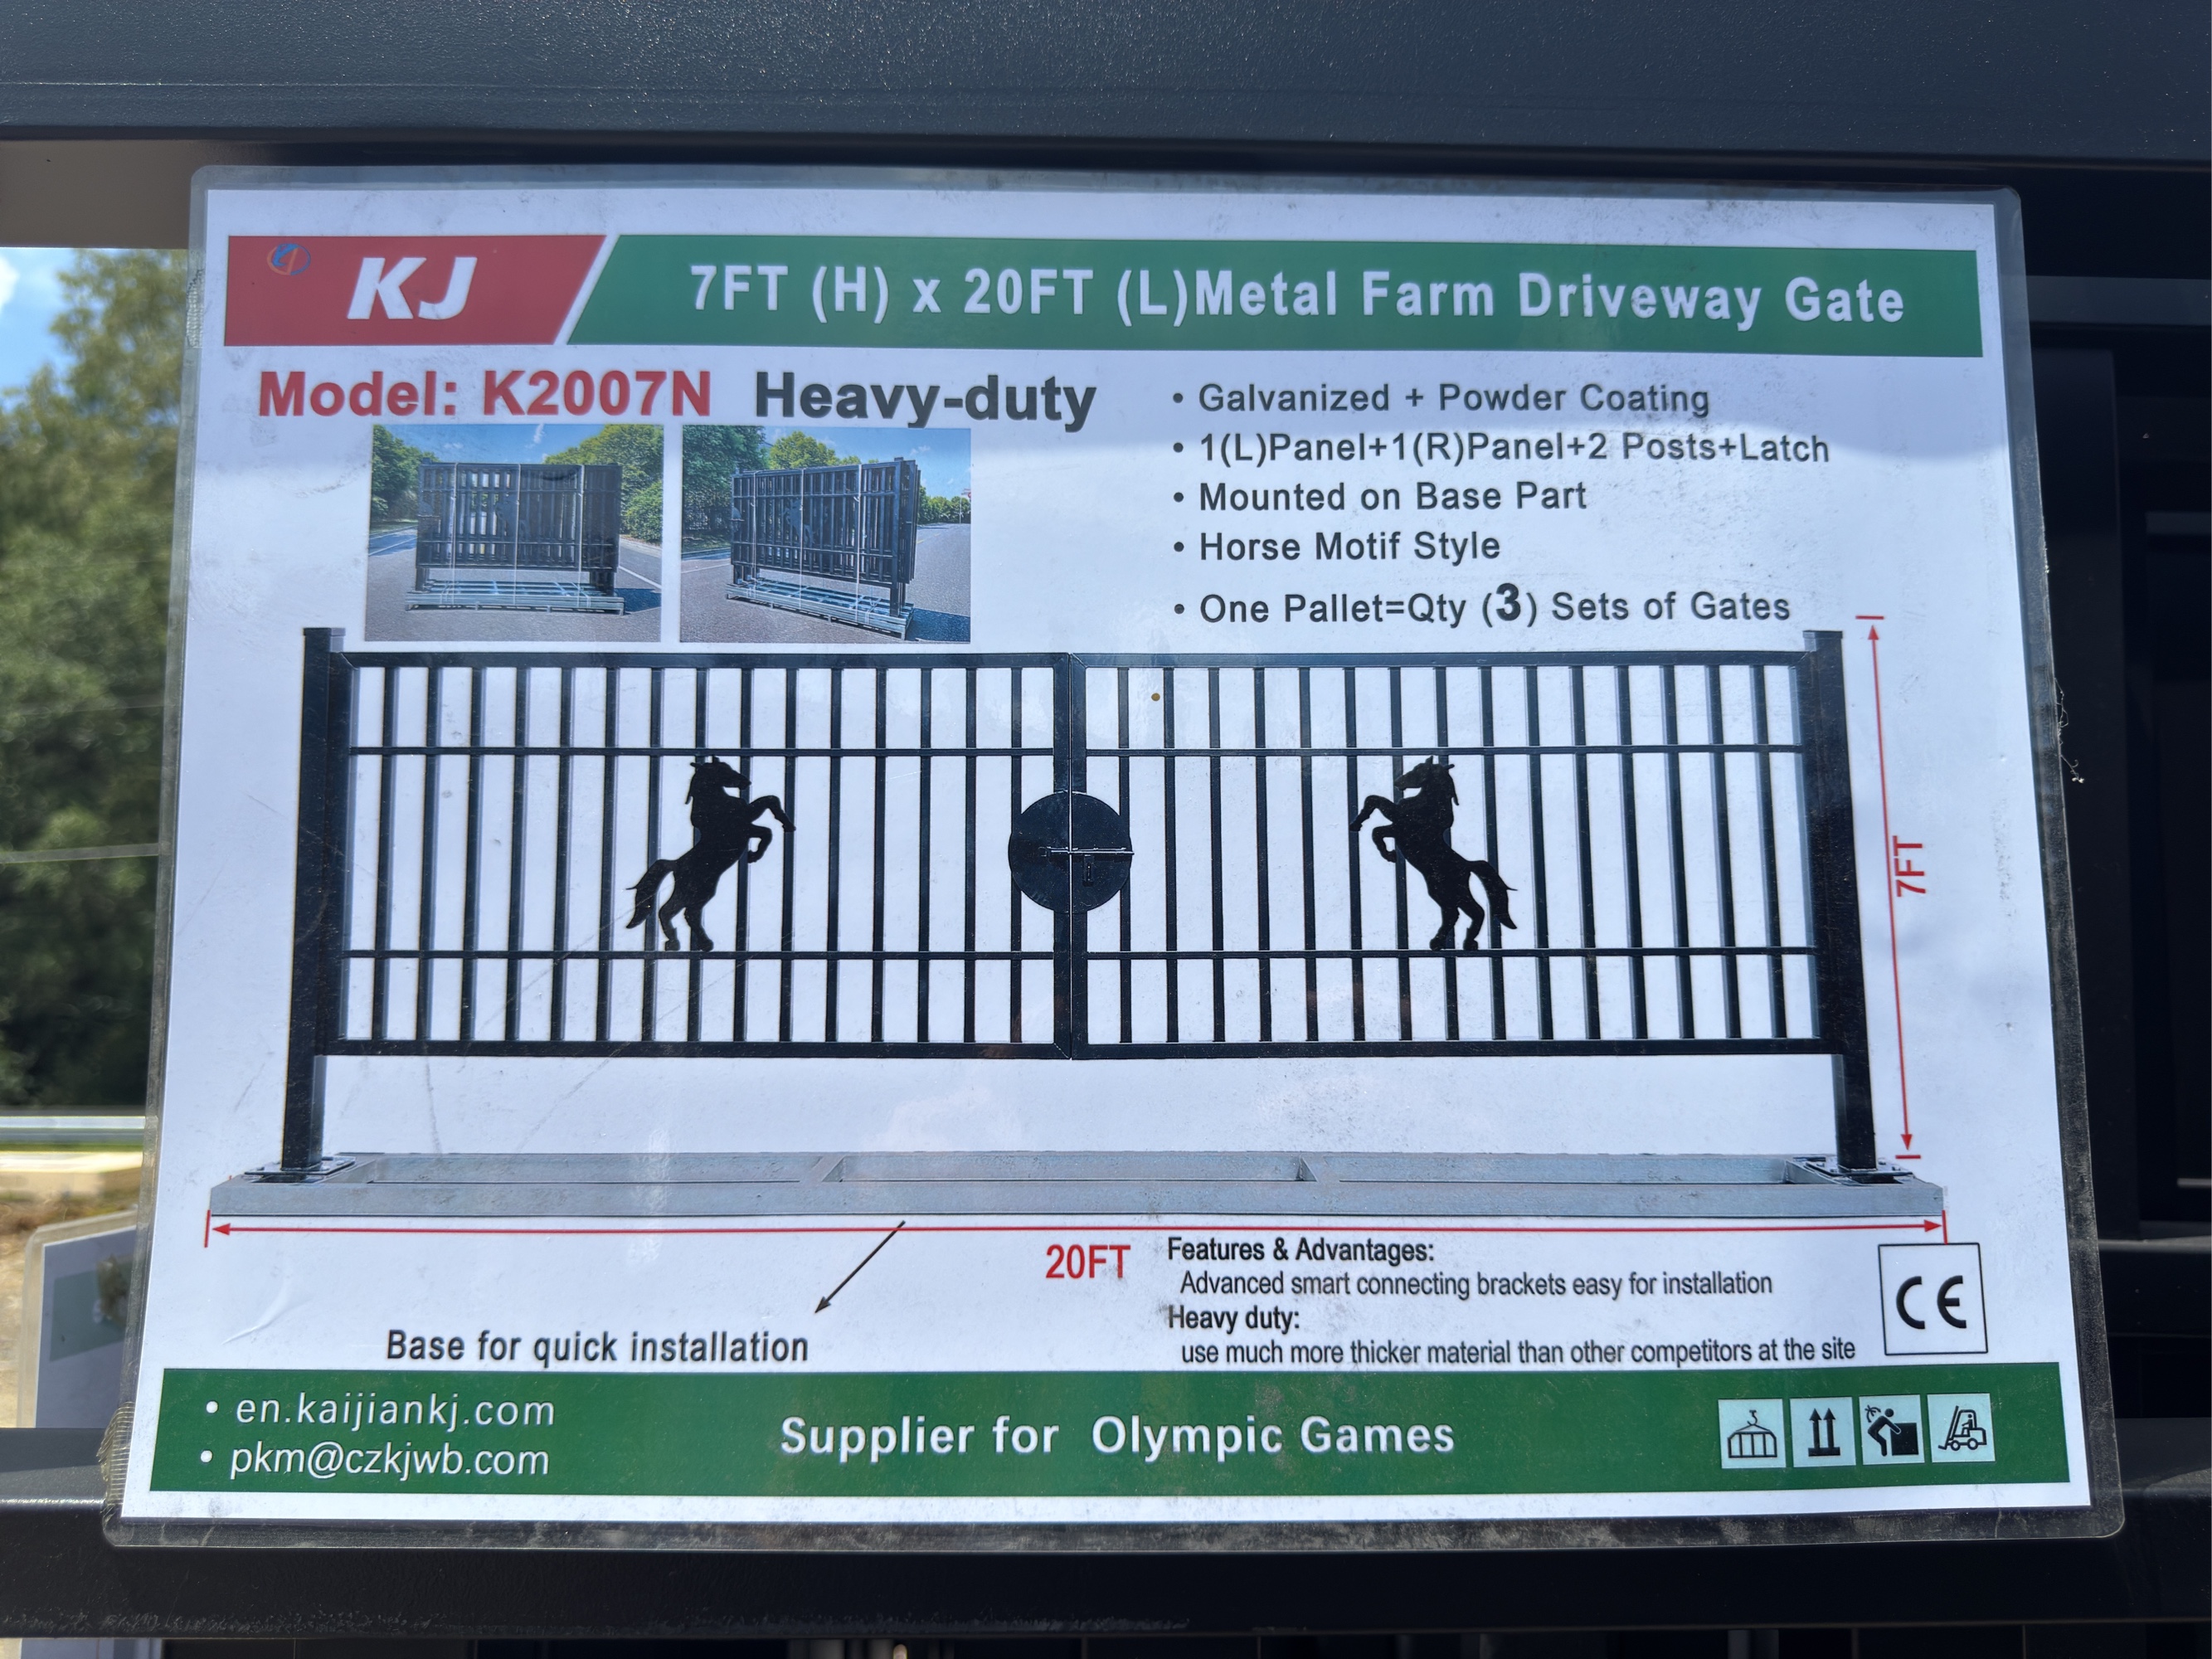 KJ
7FT (H) x 20FT (L)Metal Farm Driveway Gate
Model: K2007N Heavy-duty
• Galvanized + Powder Coating
• 1(L)Panel+1(R)Panel+2 Posts+Latch
• Mounted on Base Part
• Horse Motif Style
• One Pallet=Qty (3) Sets of Gates
7FT
20FT
Features & Advantages:
Advanced smart connecting brackets easy for installation
Heavy duty:
use much more thicker material than other competitors at the site
CE
Base for quick installation
• en.kaijiankj.com
• pkm@czkjwb.com
Supplier for Olympic Games